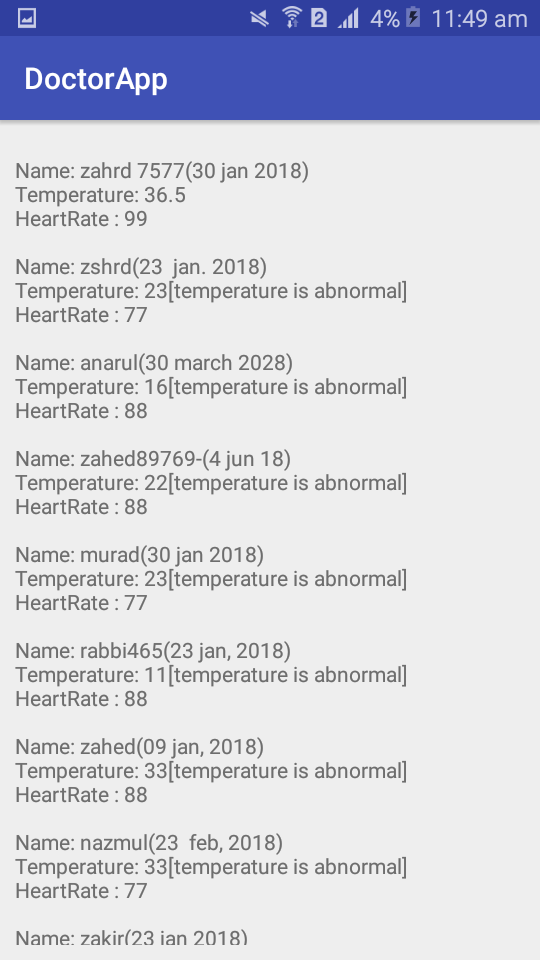 2 4% 11:49 am
DoctorApp
Name: zahrd 7577(30 jan 2018)
Temperature: 36.5
HeartRate : 99
Name: zshrd(23  jan. 2018)
Temperature: 23[temperature is abnormal]
HeartRate : 77
Name: anarul(30 march 2028)
Temperature: 16[temperature is abnormal]
HeartRate : 88
Name: zahed89769-(4 jun 18)
Temperature: 22[temperature is abnormal]
HeartRate : 88
Name: murad(30 jan 2018)
Temperature: 23[temperature is abnormal]
HeartRate : 77
Name: rabbi465(23 jan, 2018)
Temperature: 11[temperature is abnormal]
HeartRate : 88
Name: zahed(09 jan, 2018)
Temperature: 33[temperature is abnormal]
HeartRate : 88
Name: nazmul(23  feb, 2018)
Temperature: 33[temperature is abnormal]
HeartRate : 77
Name: zakir(23 jan 2018)